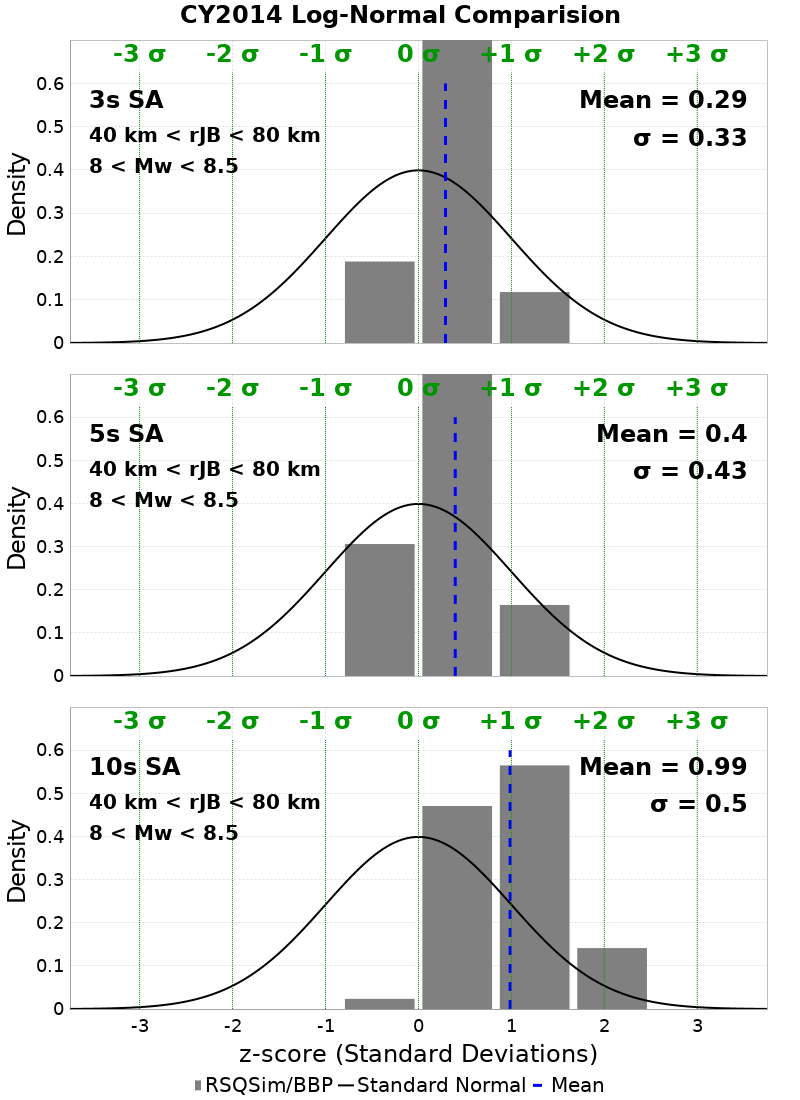 CY2014 Log-Normal Comparision
-3 σ -2 σ -1 σ 0 σ +1 σ +2 σ +3 σ
3s SA
40 km < rJB < 80 km
8 < Mw < 8.5
Mean = 0.29
σ = 0.33
Density
0.6
0.5
0.4
0.3
0.2
0.1
0
-3 σ -2 σ -1 σ 0 σ +1 σ +2 σ +3 σ
5s SA
40 km < rJB < 80 km
8 < Mw < 8.5
Mean = 0.4
σ = 0.43
Density
0.6
0.5
0.4
0.3
0.2
0.1
0
-3 σ -2 σ -1 σ 0 σ +1 σ +2 σ +3 σ
10s SA
40 km < rJB < 80 km
8 < Mw < 8.5
Mean = 0.99
σ = 0.5
Density
0.6
0.5
0.4
0.3
0.2
0.1
0
-3 -2 -1 0 1 2 3
z-score (Standard Deviations)
RSQSim/BBP Standard Normal Mean